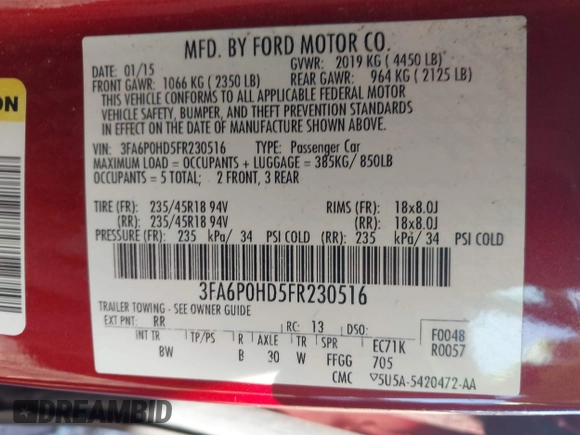 MFD. BY FORD MOTOR CO.
DATE: 01/15 GVWR: 2019 KG ( 4450 LB)
FRONT GAWR: 1066 KG ( 2350 LB) REAR GAWR: 964 KG ( 2125 LB)
THIS VEHICLE CONFORMS TO ALL APPLICABLE FEDERAL MOTOR
VEHICLE SAFETY, BUMPER, AND THEFT PREVENTION STANDARDS
IN EFFECT ON THE DATE OF MANUFACTURE SHOWN ABOVE.
VIN: 3FA6P0HD5FR230516 TYPE: Passenger Car
MAXIMUM LOAD = OCCUPANTS + LUGGAGE = 385KG/ 850LB
OCCUPANTS = 5 TOTAL; 2 FRONT, 3 REAR
TIRE (FR): 235/45R18 94V RIMS (FR): 18x8.0J
(RR): 235/45R18 94V (RR): 18x8.0J
PRESSURE (FR): 235 kPa/ 34 PSI COLD (RR): 235 kPa/ 34 PSI COLD
3FA6P0HD5FR230516
TRAILER TOWING - SEE OWNER GUIDE
EXT PNT: RR RC: 13 DSO: F0048
INT TR TP/PS R AXLE TR SPR EC71K R0057
BW B 30 W FFGG 705
CMC ▽5U5A-5420472-AA
ON
DREAMBID